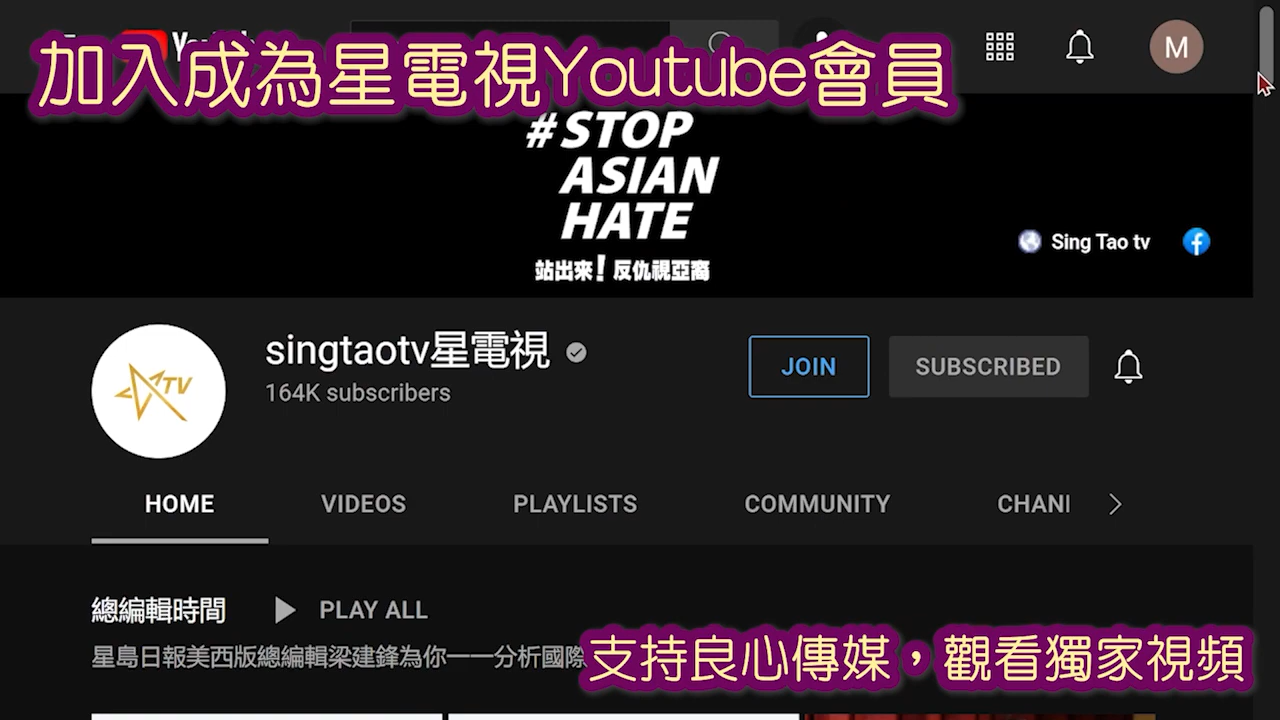 加入成為星電視Youtube會員
M
#STOP
ASIAN
HATE
站出來！反仇視亞裔
Sing Tao tv
TV
singtaotv星電視
164K subscribers
JOIN
SUBSCRIBED
HOME
VIDEOS
PLAYLISTS
COMMUNITY
CHAN
總編輯時間
PLAY ALL
星島日報美西版總編輯梁建鋒為你一一分析國際
支持良心傳媒，觀看獨家視頻